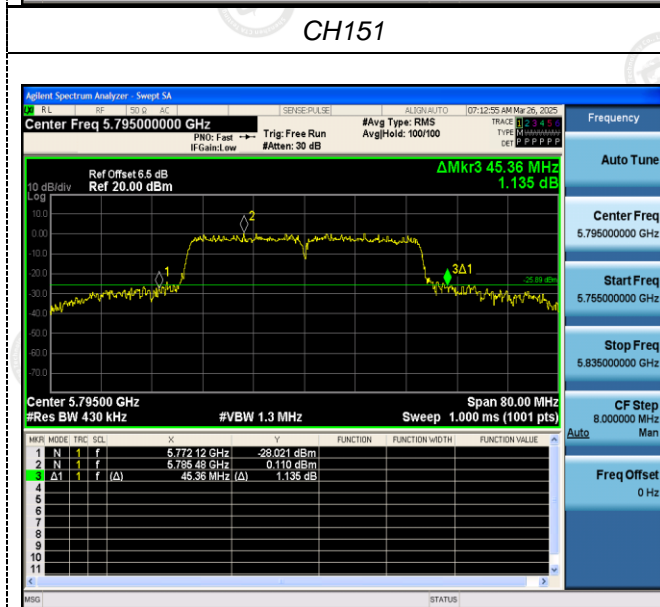 CH151
Agilent Spectrum Analyzer - Swept SA
RL RF 50 Ω AC SENSE:PULSE ALIGNAUTO 07:12:55 AM Mar 26, 2025
Center Freq 5.795000000 GHz
PNO: Fast
IFGain:Low
Trig: Free Run
#Atten: 30 dB
#Avg Type: RMS
Avg|Hold: 100/100
TRACE 1 2 3 4 5 6
TYPE M
DET P P P P P P
ΔMkr3 45.36 MHz
1.135 dB
Ref Offset 6.5 dB
10 dB/div Ref 20.00 dBm
Log
10.0
0.00
-10.0
-20.0
-30.0
-40.0
-50.0
-60.0
-70.0
1
2
3Δ1
-25.89 dBm
Center 5.79500 GHz Span 80.00 MHz
#Res BW 430 kHz #VBW 1.3 MHz Sweep 1.000 ms (1001 pts)
MKR MODE TRC SCL X Y FUNCTION FUNCTION WIDTH FUNCTION VALUE
1 N 1 f 5.772 12 GHz -28.021 dBm
2 N 1 f 5.785 48 GHz 0.110 dBm
3 Δ1 1 f (Δ) 45.36 MHz (Δ) 1.135 dB
4
5
6
7
8
9
10
11
MSG STATUS
Frequency
Auto Tune
Center Freq
5.795000000 GHz
Start Freq
5.755000000 GHz
Stop Freq
5.835000000 GHz
CF Step
8.000000 MHz
Auto Man
Freq Offset
0 Hz